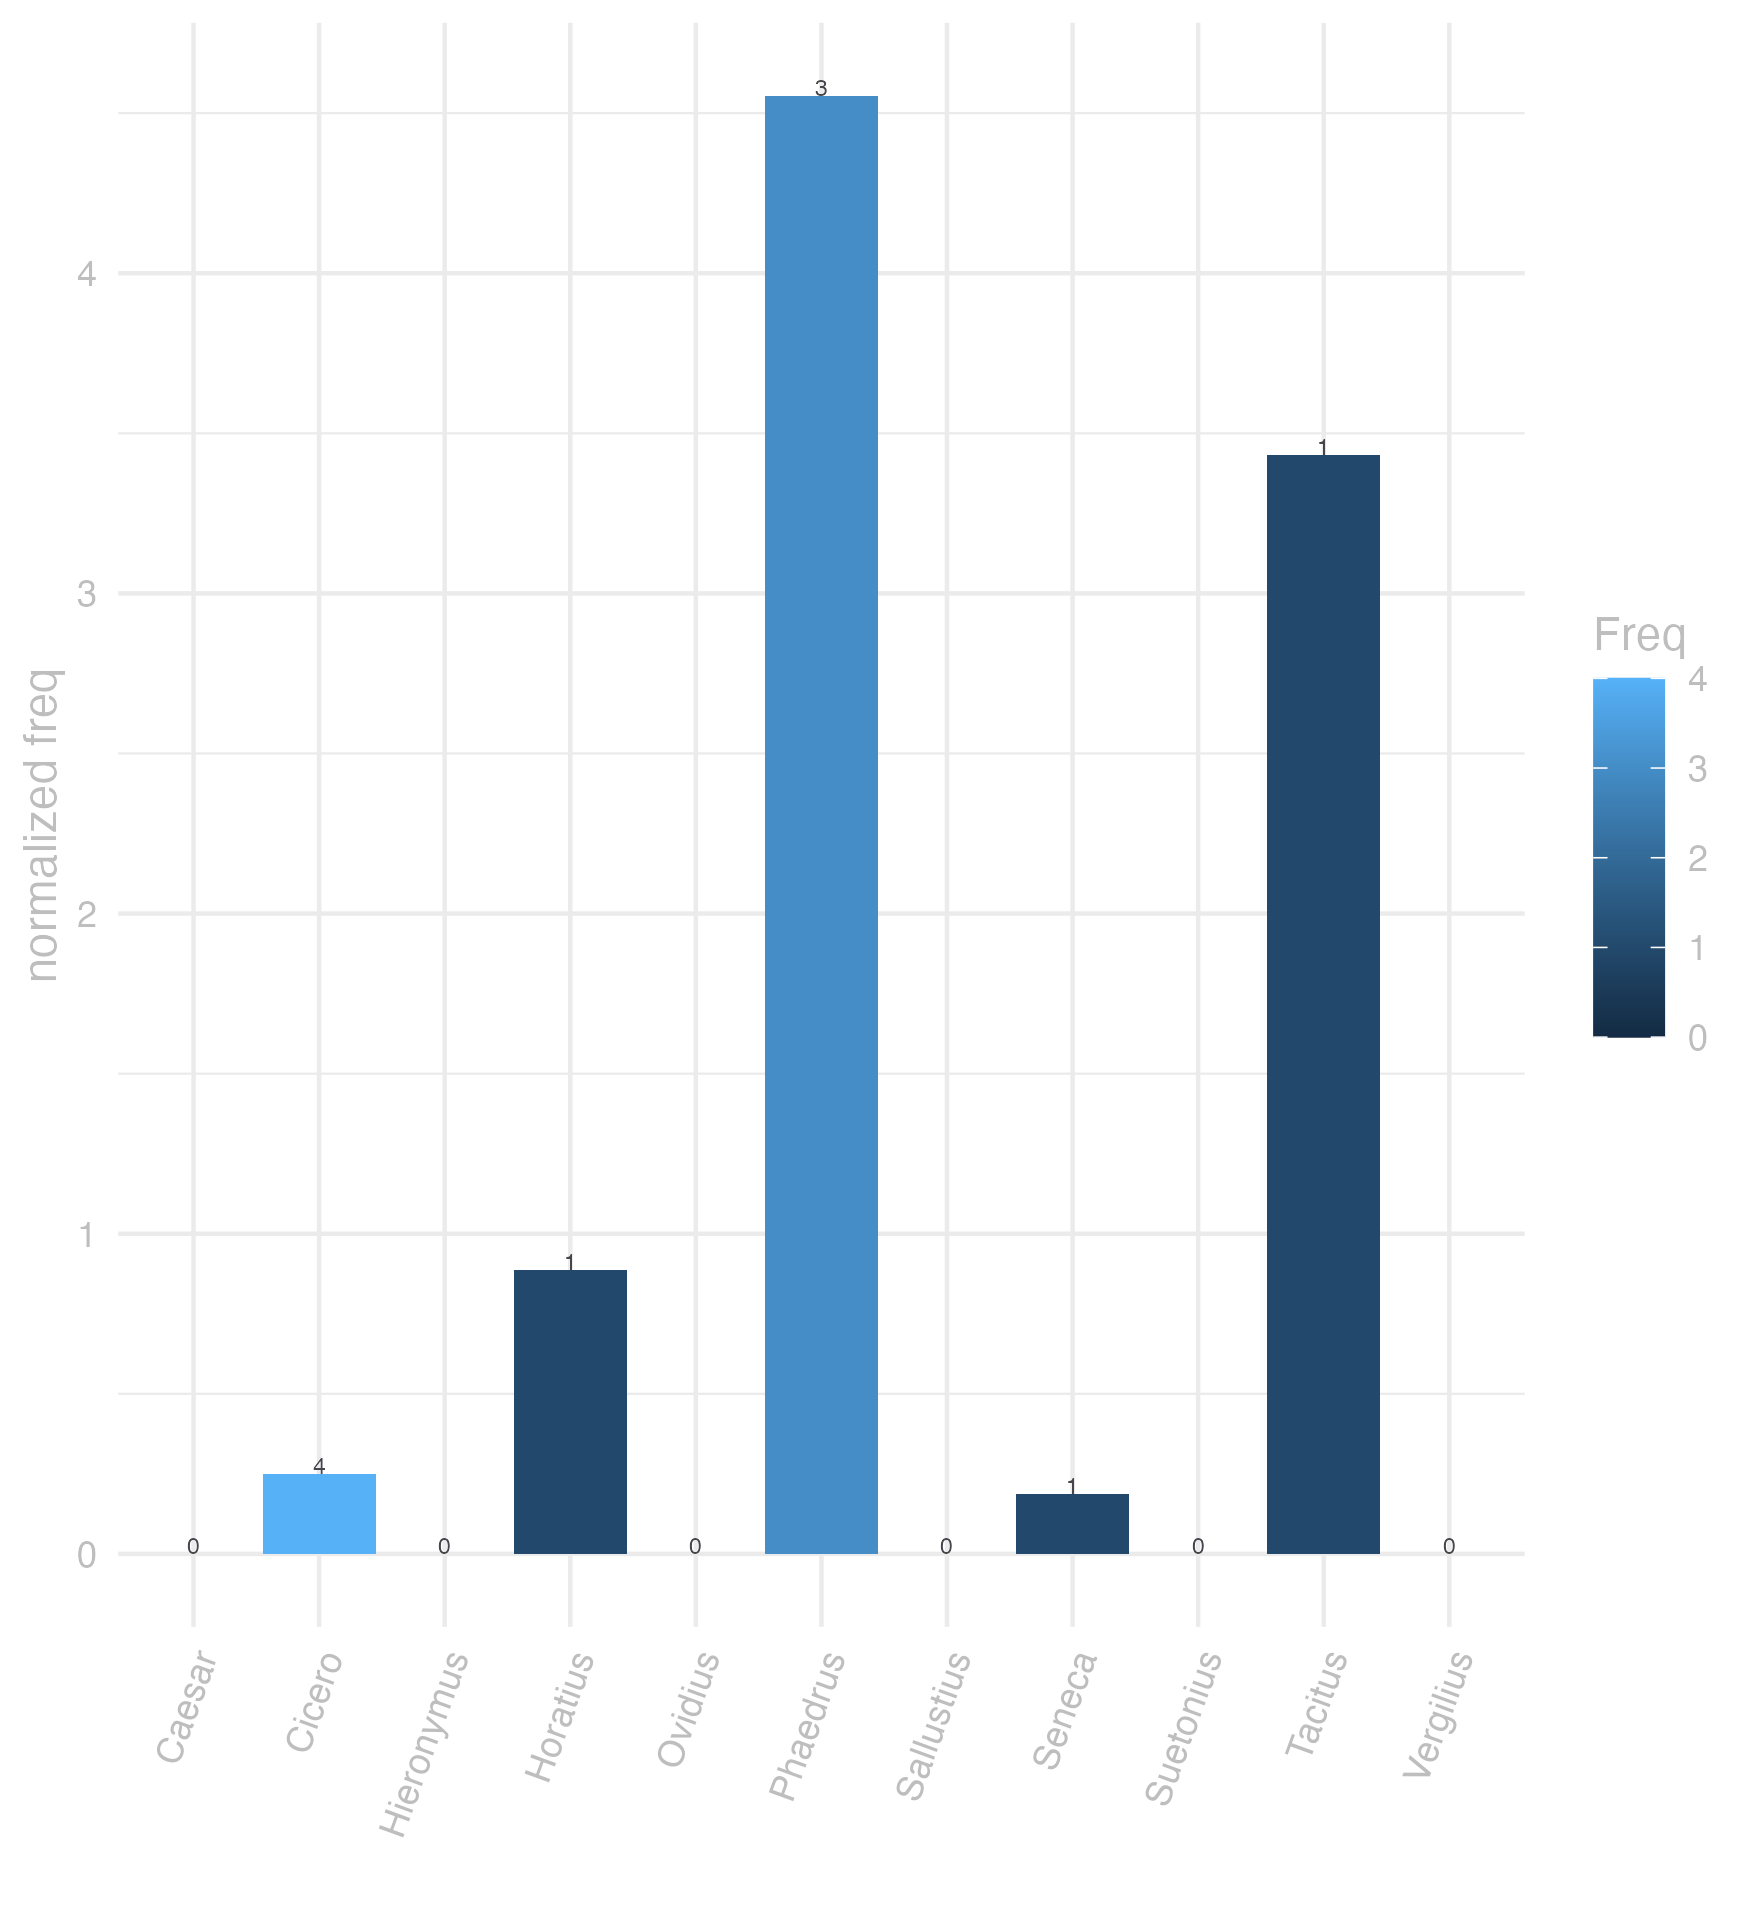 normalized freq
4
3
2
1
0
3
1
1
4
1
0
0
0
0
0
0
Caesar
Cicero
Hieronymus
Horatius
Ovidius
Phaedrus
Sallustius
Seneca
Suetonius
Tacitus
Vergilius
Freq
4
3
2
1
0